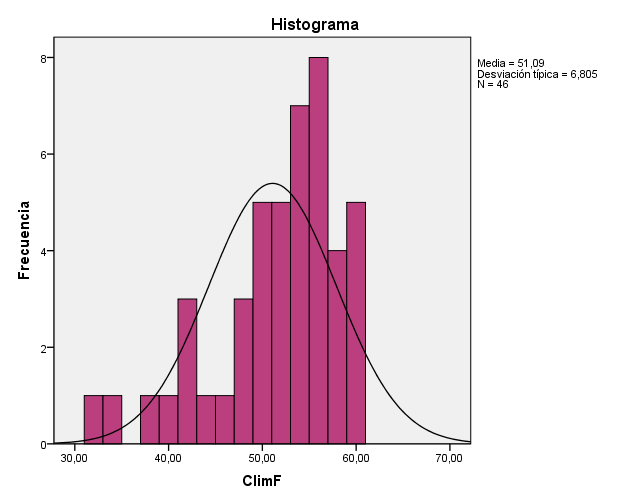 Histograma
Media = 51,09
Desviación típica = 6,805
N = 46
8
6
4
2
0
Frecuencia
30,00 40,00 50,00 60,00 70,00
ClimF